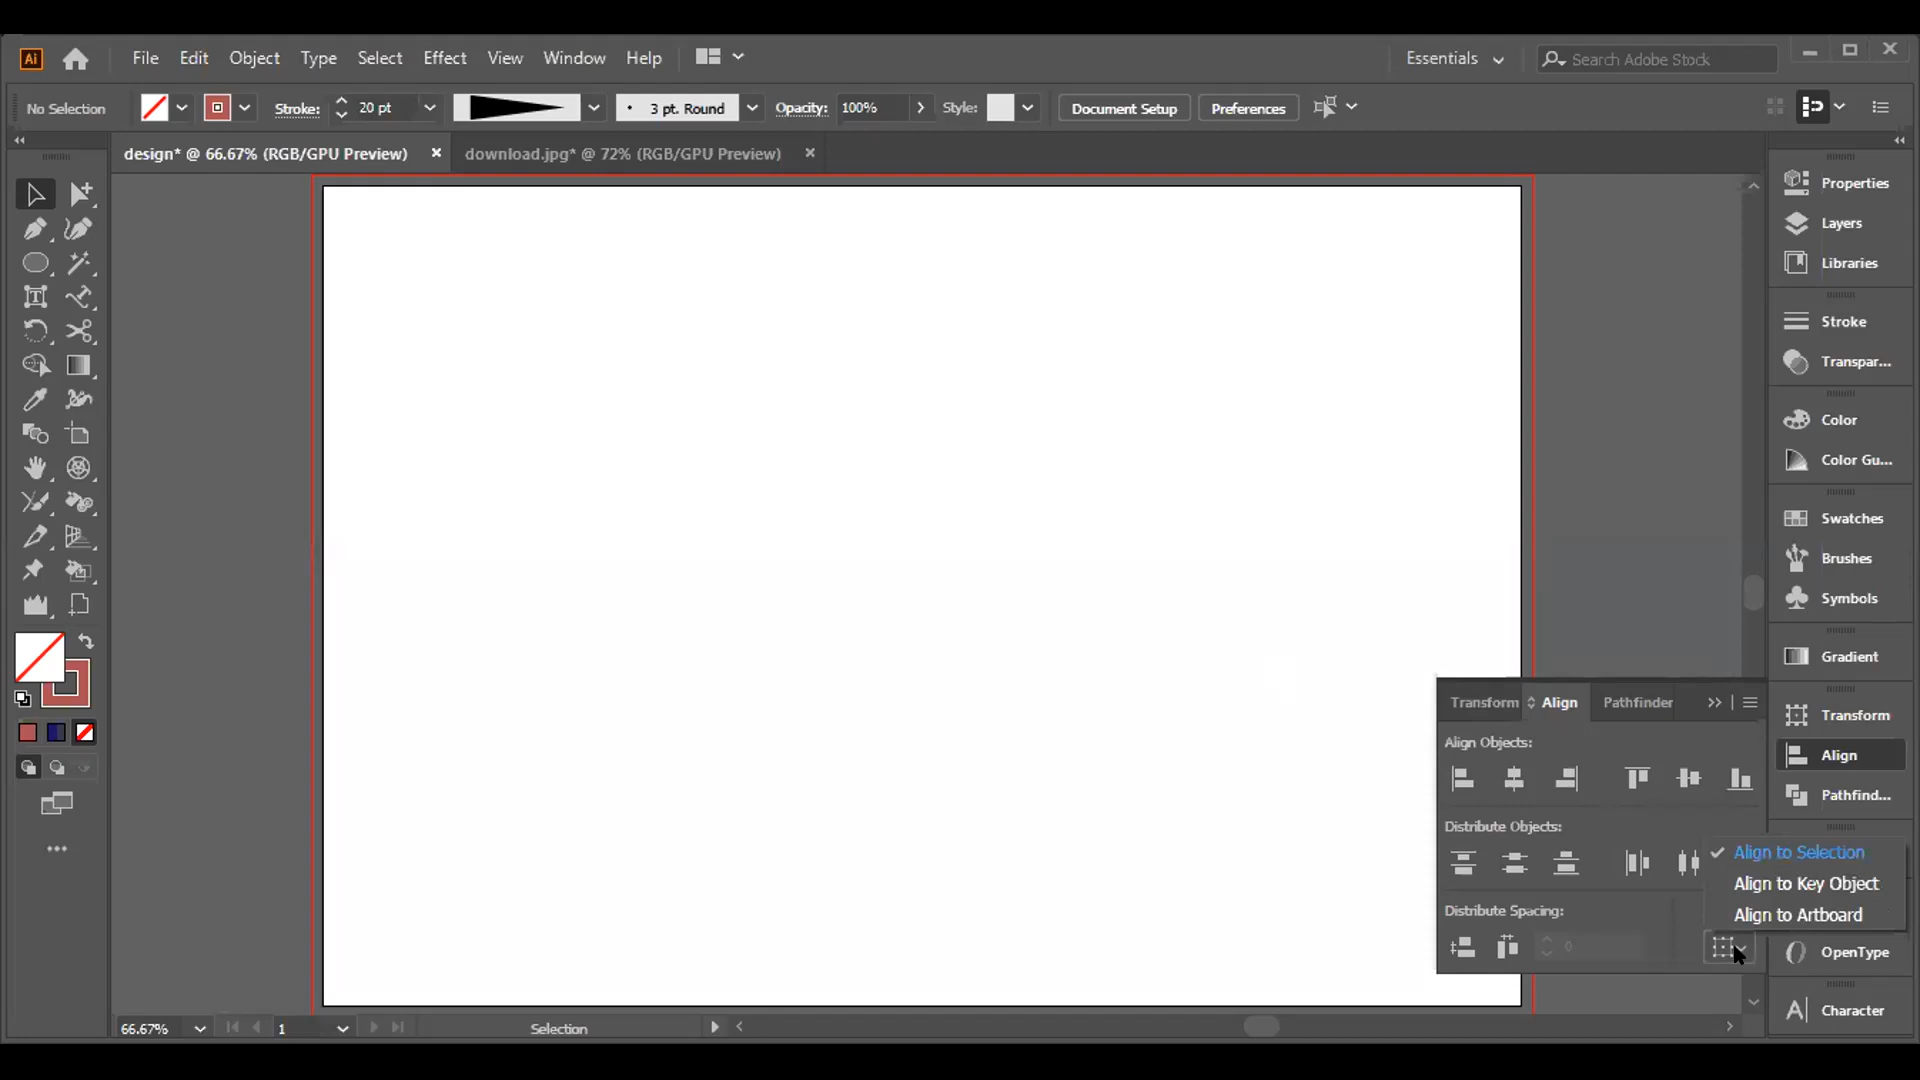 Ai File Edit Object Type Select Effect View Window Help Essentials Search Adobe Stock
No Selection Stroke: 20 pt 3 pt. Round Opacity: 100% Style: Document Setup Preferences
design* @ 66.67% (RGB/GPU Preview) × download.jpg* @ 72% (RGB/GPU Preview) ×
Properties
Layers
Libraries
Stroke
Transpar...
Color
Color Gu...
Swatches
Brushes
Symbols
Gradient
Transform
Align
Pathfind...
OpenType
Character
Transform Align Pathfinder
Align Objects:
Distribute Objects:
Distribute Spacing:
0
Align to Selection
Align to Key Object
Align to Artboard
66.67% 1 Selection